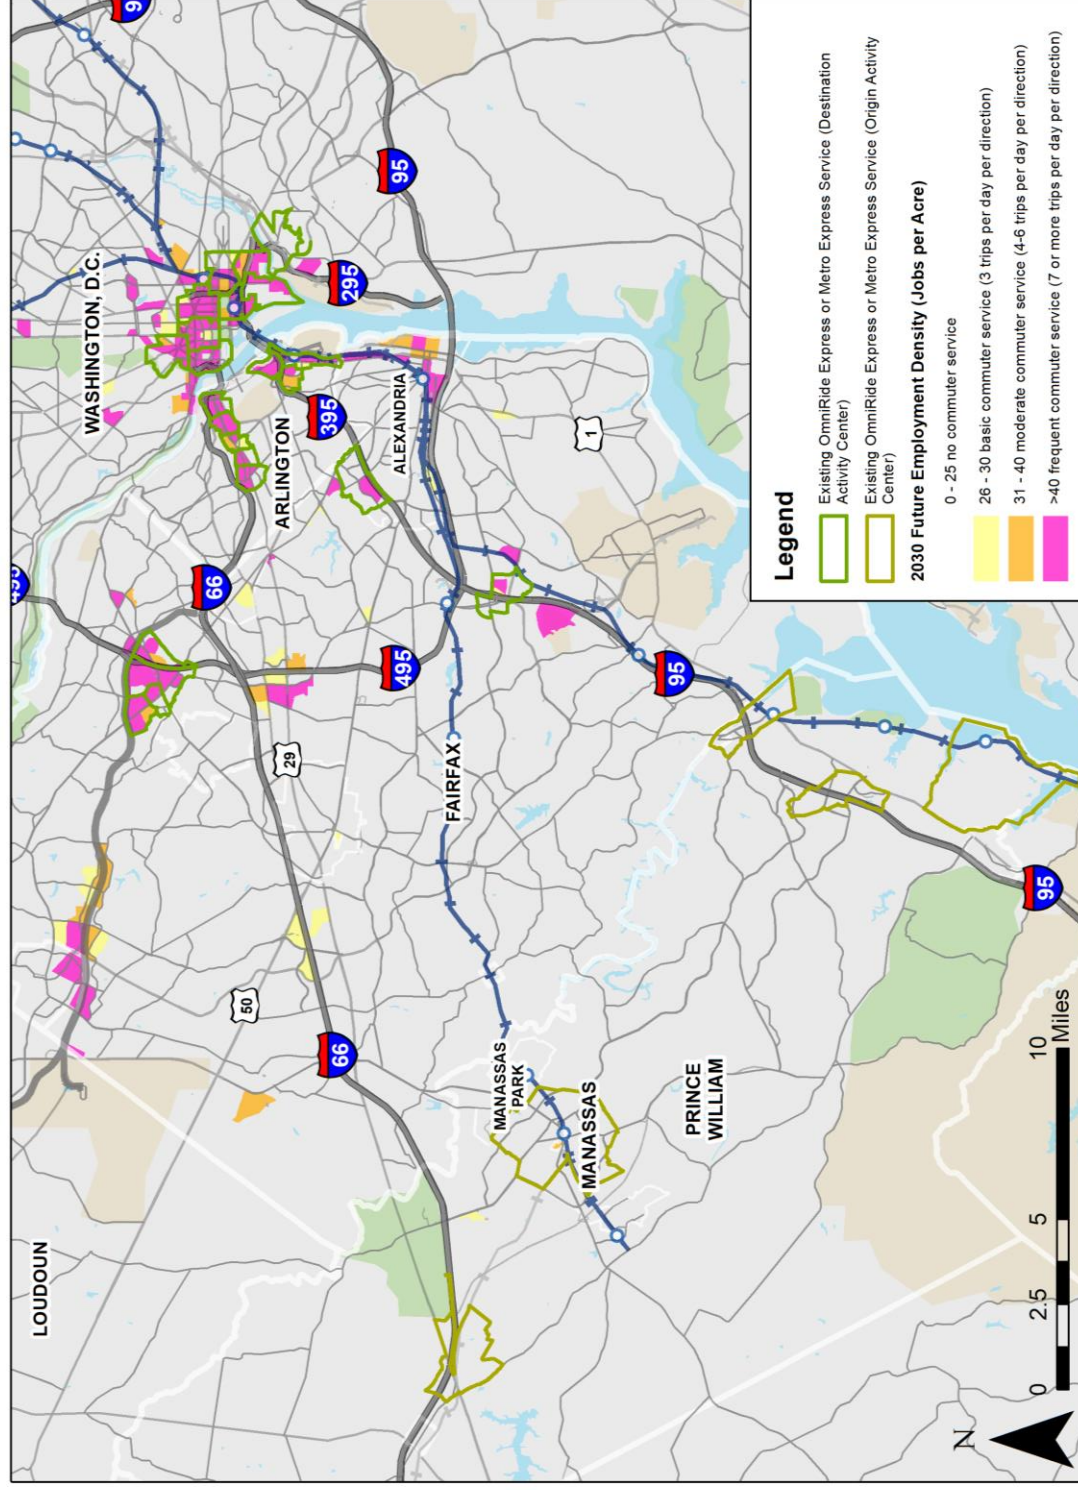 LOUDOUN
WASHINGTON, D.C.
ARLINGTON
ALEXANDRIA
FAIRFAX
MANASSAS
PARK
MANASSAS
PRINCE
WILLIAM
495
66
50
29
66
495
395
295
95
95
1
95
N
0
2.5
5
10
Miles
Legend
Existing OmniRide Express or Metro Express Service (Destination
Activity Center)
Existing OmniRide Express or Metro Express Service (Origin Activity
Center)
2030 Future Employment Density (Jobs per Acre)
0 - 25 no commuter service
26 - 30 basic commuter service (3 trips per day per direction)
31 - 40 moderate commuter service (4-6 trips per day per direction)
>40 frequent commuter service (7 or more trips per day per direction)